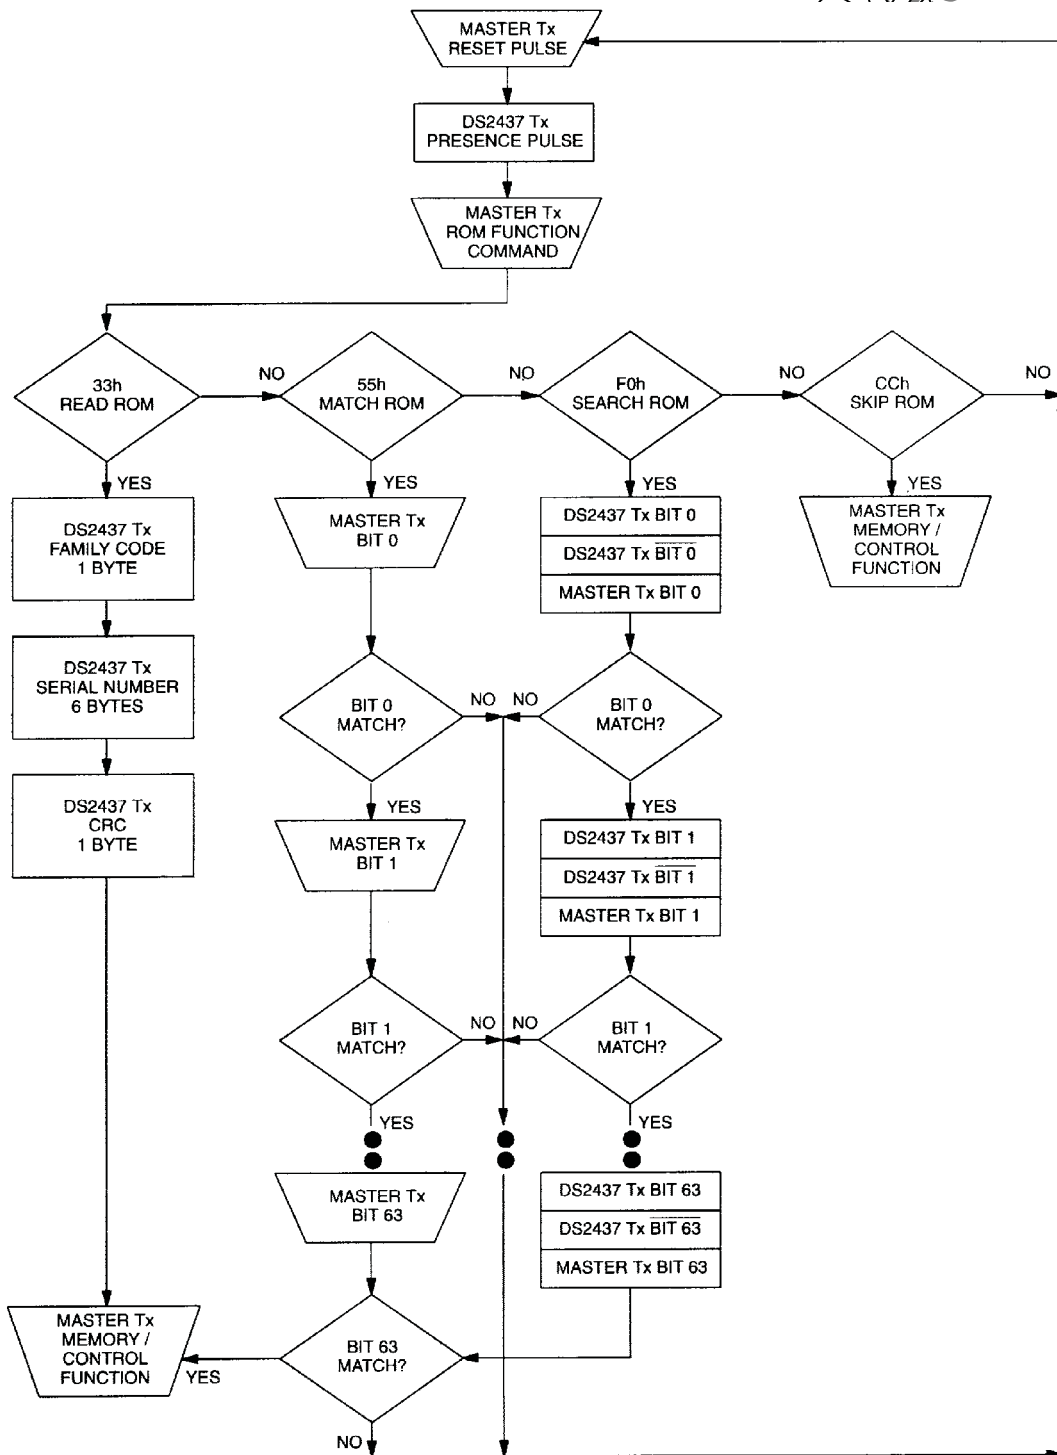 MASTER Tx
RESET PULSE
DS2437 Tx
PRESENCE PULSE
MASTER Tx
ROM FUNCTION
COMMAND
33h
READ ROM
NO
55h
MATCH ROM
NO
F0h
SEARCH ROM
NO
CCh
SKIP ROM
NO
YES
YES
YES
YES
DS2437 Tx
FAMILY CODE
1 BYTE
DS2437 Tx
SERIAL NUMBER
6 BYTES
DS2437 Tx
CRC
1 BYTE
MASTER Tx
BIT 0
BIT 0
MATCH?
NO
YES
MASTER Tx
BIT 1
BIT 1
MATCH?
NO
YES
MASTER Tx
BIT 63
BIT 63
MATCH?
YES
NO
DS2437 Tx BIT 0
DS2437 Tx B̅I̅T̅ ̅0̅
MASTER Tx BIT 0
NO
BIT 0
MATCH?
YES
DS2437 Tx BIT 1
DS2437 Tx B̅I̅T̅ ̅1̅
MASTER Tx BIT 1
NO
BIT 1
MATCH?
YES
DS2437 Tx BIT 63
DS2437 Tx B̅I̅T̅ ̅6̅3̅
MASTER Tx BIT 63
MASTER Tx
MEMORY /
CONTROL
FUNCTION
MASTER Tx
MEMORY /
CONTROL
FUNCTION